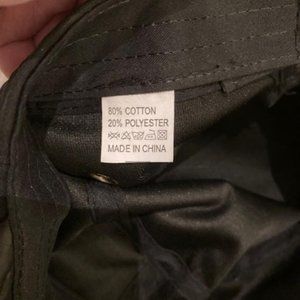 80% COTTON
20% POLYESTER
MADE IN CHINA